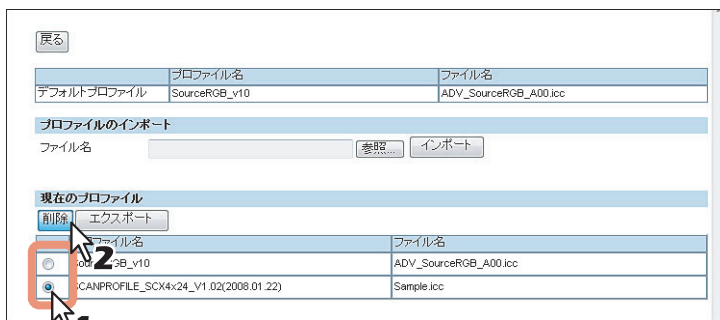 戻る
プロファイル名 ファイル名
デフォルトプロファイル SourceRGB_v10 ADV_SourceRGB_A00.icc
プロファイルのインポート
ファイル名 参照... インポート
現在のプロファイル
削除 エクスポート
ファイル名 ファイル名
2
_v10 ADV_SourceRGB_A00.icc
SCANPROFILE_SCX4x24_V1.02(2008.01.22) Sample.icc